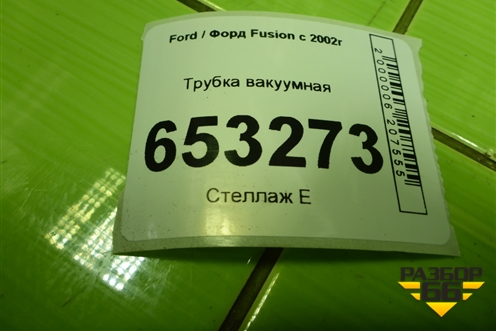 Ford / Форд Fusion с 2002г
Трубка вакуумная
653273
Стеллаж Е
2000006207555
РАЗБОР
66